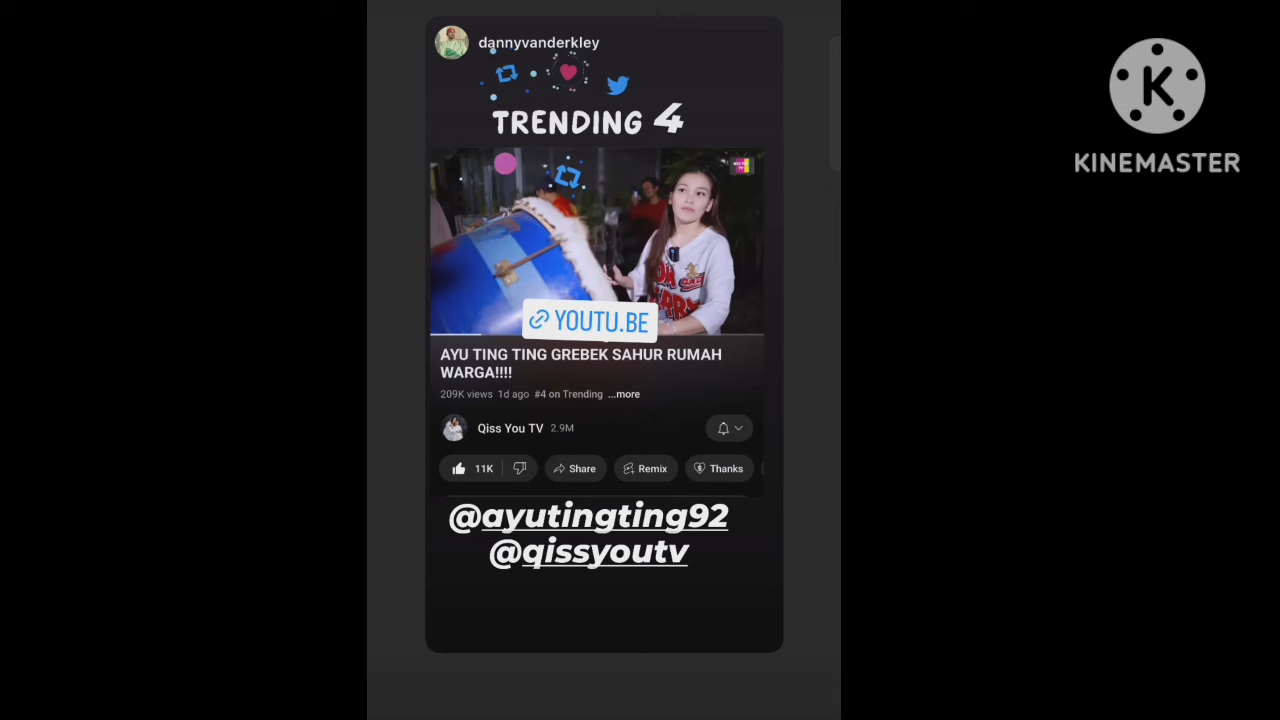 dannyvanderkley
TRENDING 4
YOUTU.BE
AYU TING TING GREBEK SAHUR RUMAH
WARGA!!!!
209K views 1d ago #4 on Trending ...more
Qiss You TV 2.9M
11K Share Remix Thanks
@ayutingting92
@qissyoutv
K
KINEMASTER